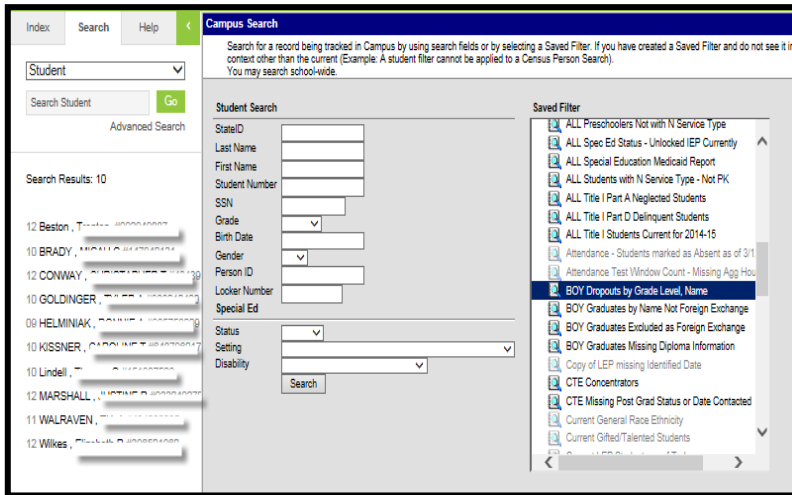 Index Search Help <
Student
Search Student Go
Advanced Search
Search Results: 10
12 Beston ,
10 BRADY ,
12 CONWAY ,
10 GOLDINGER ,
09 HELMINIAK ,
10 KISSNER ,
10 Lindell ,
12 MARSHALL ,
11 WALRAVEN ,
12 Wilkes ,
Campus Search
Search for a record being tracked in Campus by using search fields or by selecting a Saved Filter. If you have created a Saved Filter and do not see it in
context other than the current (Example: A student filter cannot be applied to a Census Person Search).
You may search school-wide.
Student Search
StateID
Last Name
First Name
Student Number
SSN
Grade
Birth Date
Gender
Person ID
Locker Number
Special Ed
Status
Setting
Disability
Search
Saved Filter
ALL Preschoolers Not with N Service Type
ALL Spec Ed Status - Unlocked IEP Currently
ALL Special Education Medicaid Report
ALL Students with N Service Type - Not PK
ALL Title I Part A Neglected Students
ALL Title I Part D Delinquent Students
ALL Title I Students Current for 2014-15
Attendance - Students marked as Absent as of 3/1
Attendance Test Window Count - Missing Agg Hou
BOY Dropouts by Grade Level, Name
BOY Graduates by Name Not Foreign Exchange
BOY Graduates Excluded as Foreign Exchange
BOY Graduates Missing Diploma Information
Copy of LEP missing Identified Date
CTE Concentrators
CTE Missing Post Grad Status or Date Contacted
Current General Race Ethnicity
Current Gifted/Talented Students